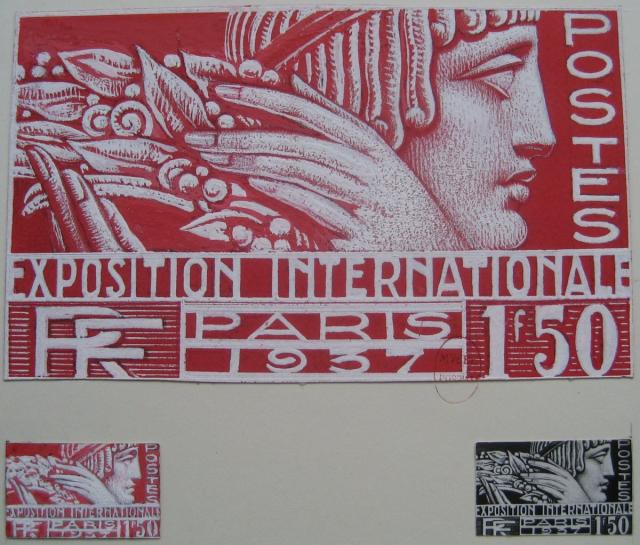 POSTES
EXPOSITION INTERNATIONALE
RF PARIS 1f50
1937
POSTES
EXPOSITION INTERNATIONALE
RF PARIS 1f50
1937
POSTES
EXPOSITION INTERNATIONALE
RF PARIS 1f50
1937